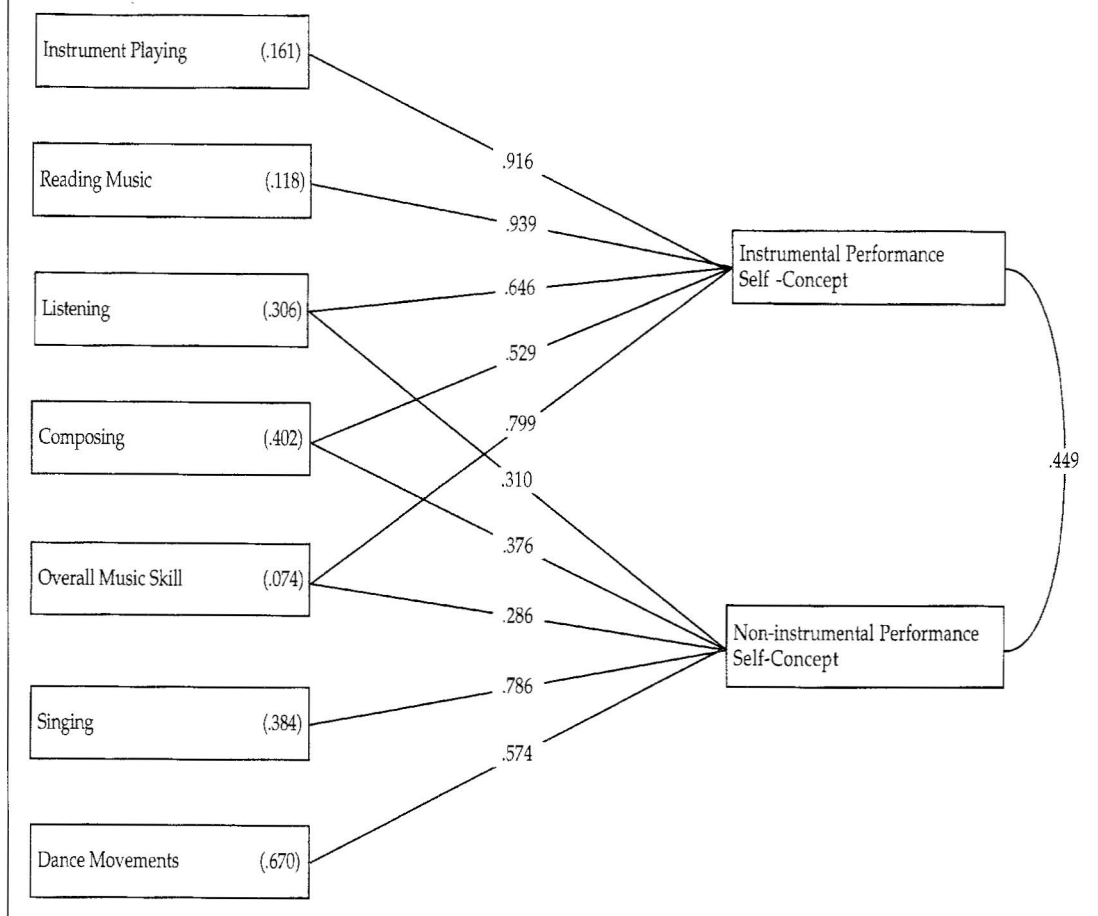 Instrument Playing (.161)
.916
Reading Music (.118)
.939
Instrumental Performance
Self -Concept
Listening (.306)
.646
.529
Composing (.402)
.799
.449
.310
.376
Overall Music Skill (.074)
.286
Non-instrumental Performance
Self-Concept
.786
Singing (.384)
.574
Dance Movements (.670)